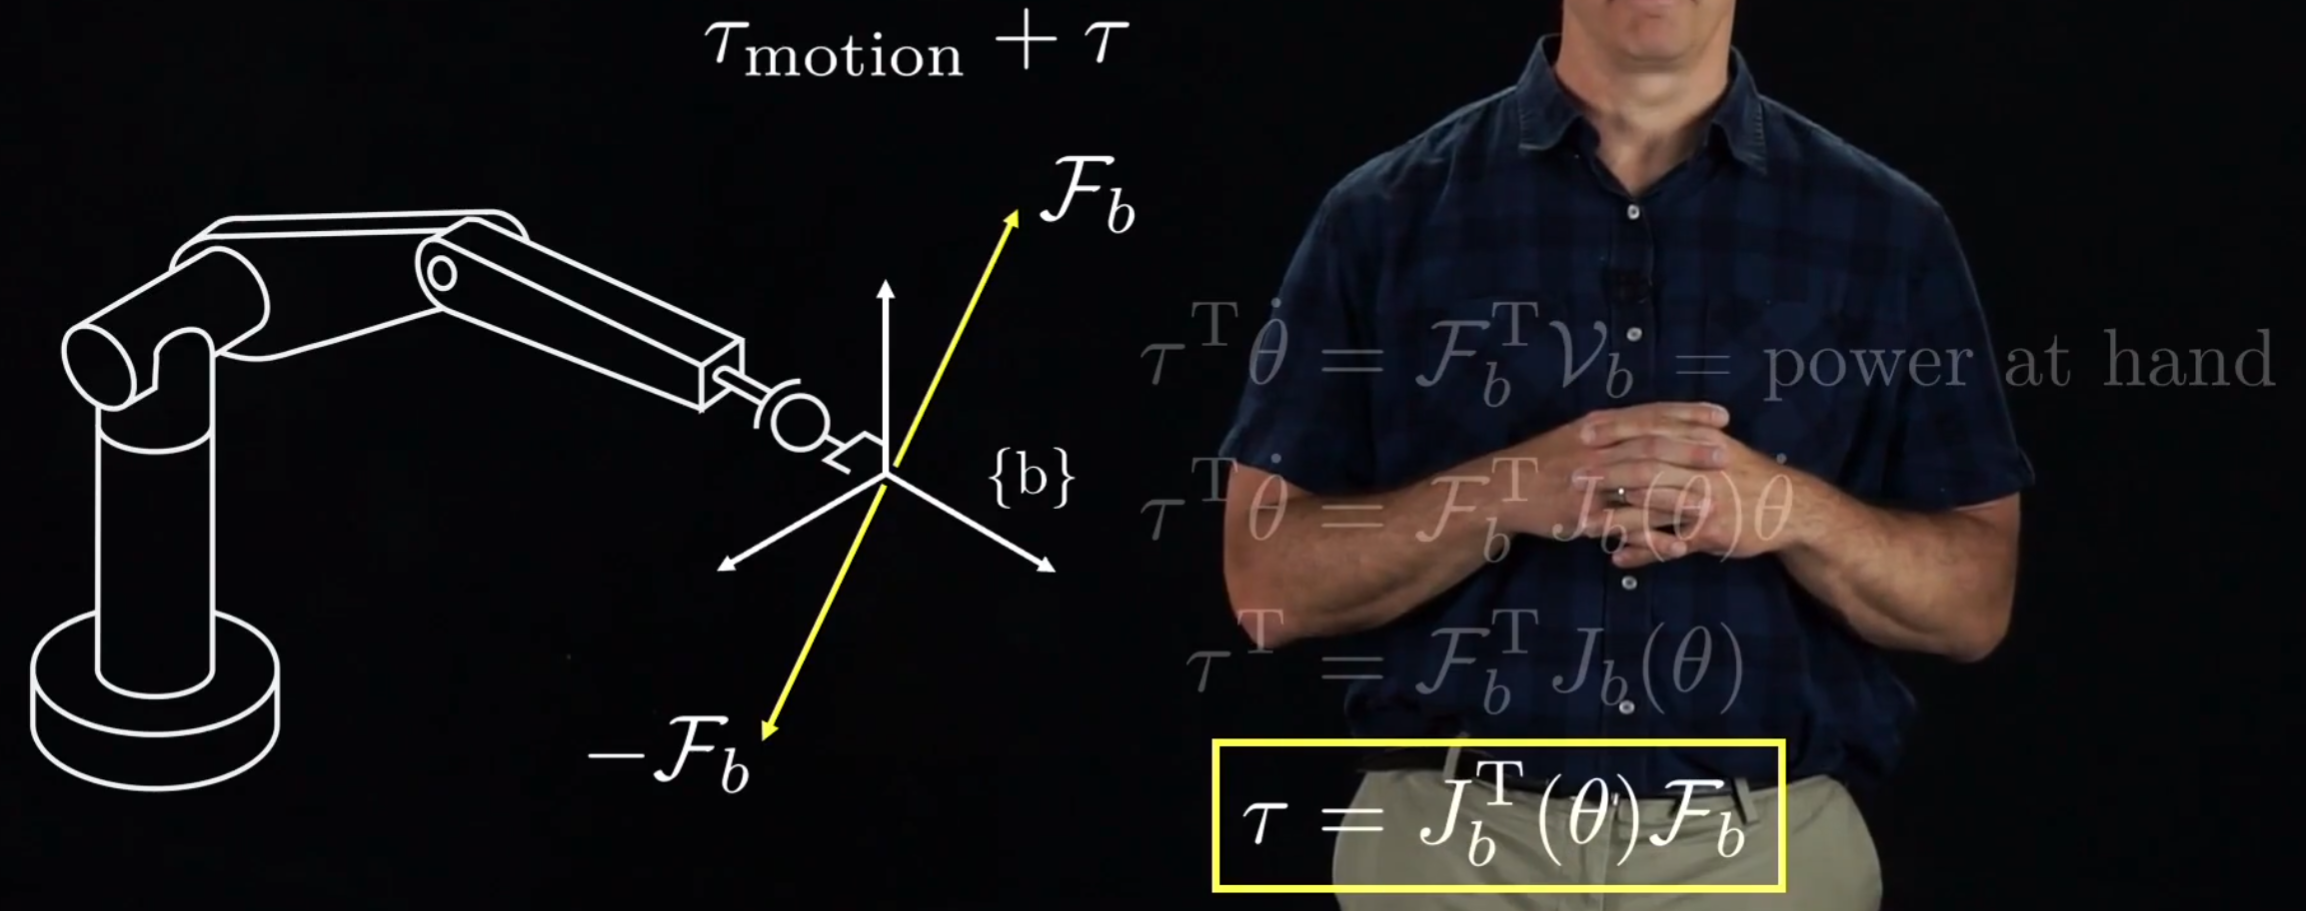 τ_motion + τ
F_b
{b}
−F_b
τ^T θ̇ = F_b^T V_b = power at hand
τ^T θ̇ = F_b^T J_b(θ)θ̇
τ^T = F_b^T J_b(θ)
τ = J_b^T(θ)F_b